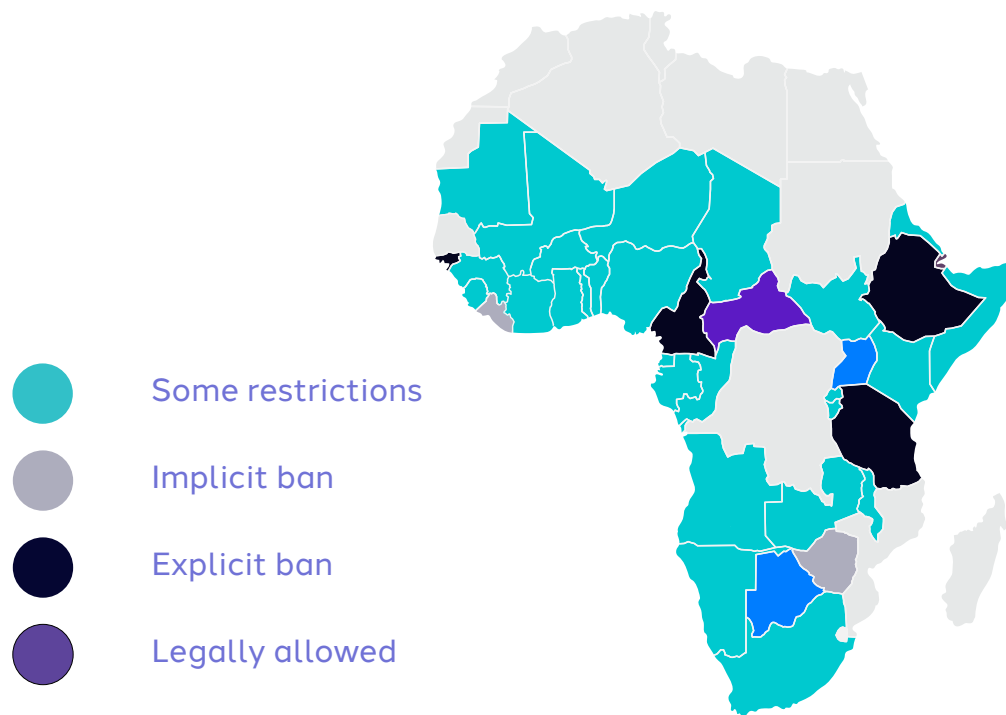 Some restrictions
Implicit ban
Explicit ban
Legally allowed